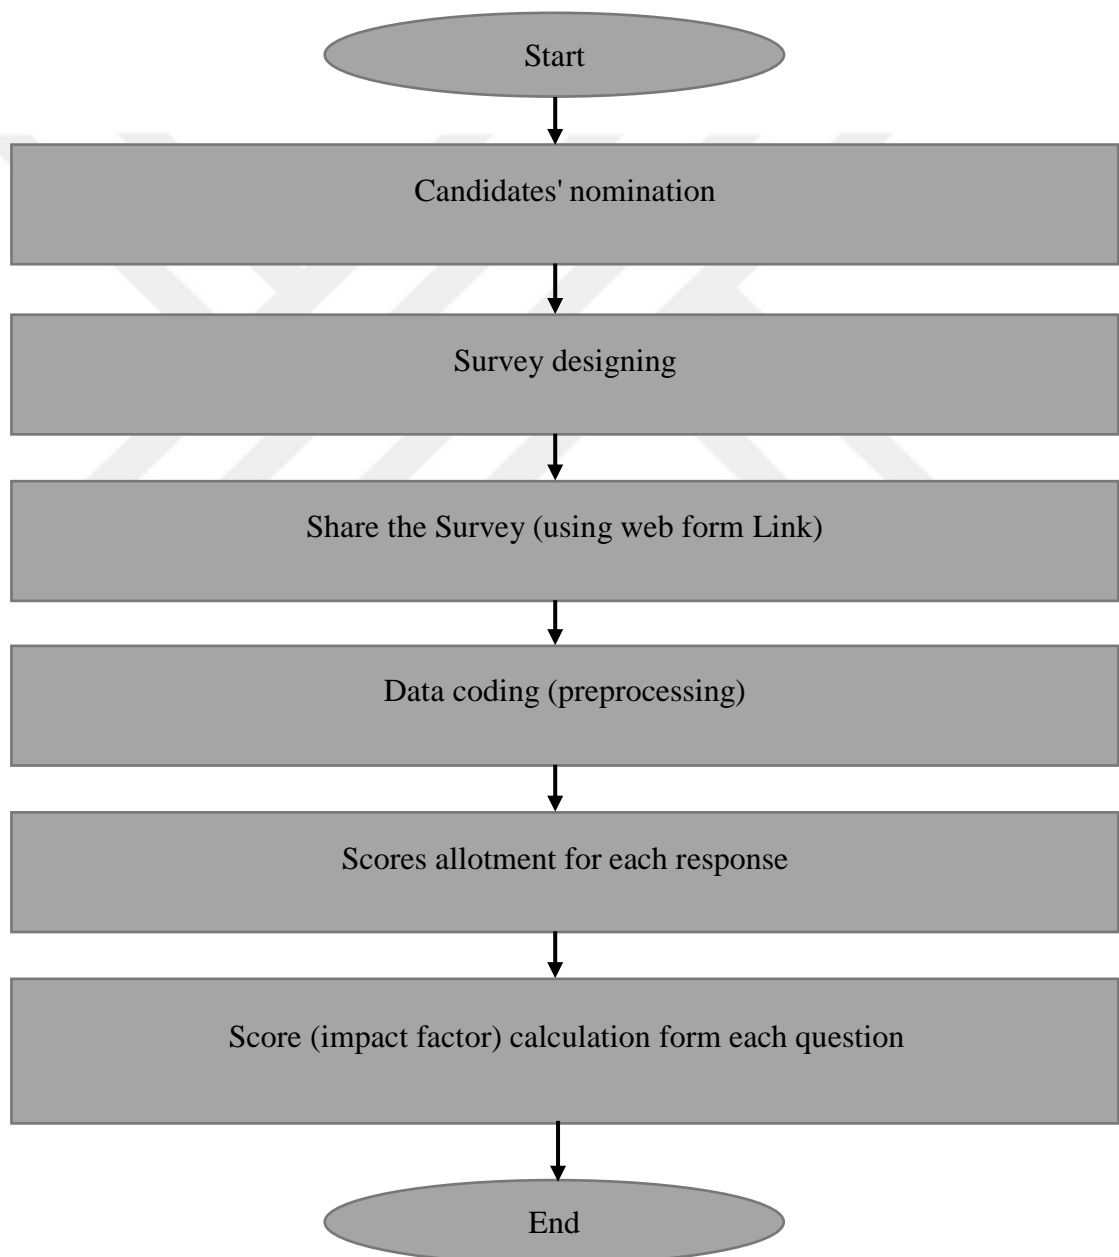 Start
Candidates' nomination
Survey designing
Share the Survey (using web form Link)
Data coding (preprocessing)
Scores allotment for each response
Score (impact factor) calculation form each question
End